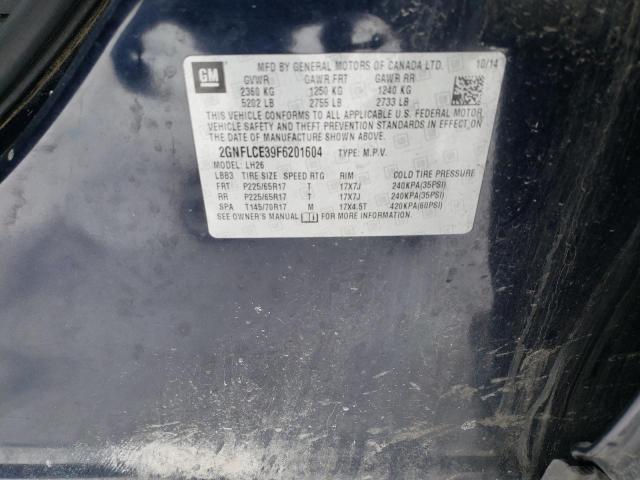 GM
MFD BY GENERAL MOTORS OF CANADA LTD. 10/14
GVWR GAWR FRT GAWR RR
2360 KG 1250 KG 1240 KG
5202 LB 2755 LB 2733 LB
THIS VEHICLE CONFORMS TO ALL APPLICABLE U.S. FEDERAL MOTOR
VEHICLE SAFETY AND THEFT PREVENTION STANDARDS IN EFFECT ON
THE DATE OF MANUFACTURE SHOWN ABOVE.
2GNFLCE39F6201604 TYPE: M.P.V.
MODEL: LH26
LBB3 TIRE SIZE SPEED RTG RIM COLD TIRE PRESSURE
FRT P225/65R17 T 17X7J 240KPA(35PSI)
RR P225/65R17 T 17X7J 240KPA(35PSI)
SPA T145/70R17 M 17X4.5T 420KPA(60PSI)
SEE OWNER'S MANUAL FOR MORE INFORMATION.